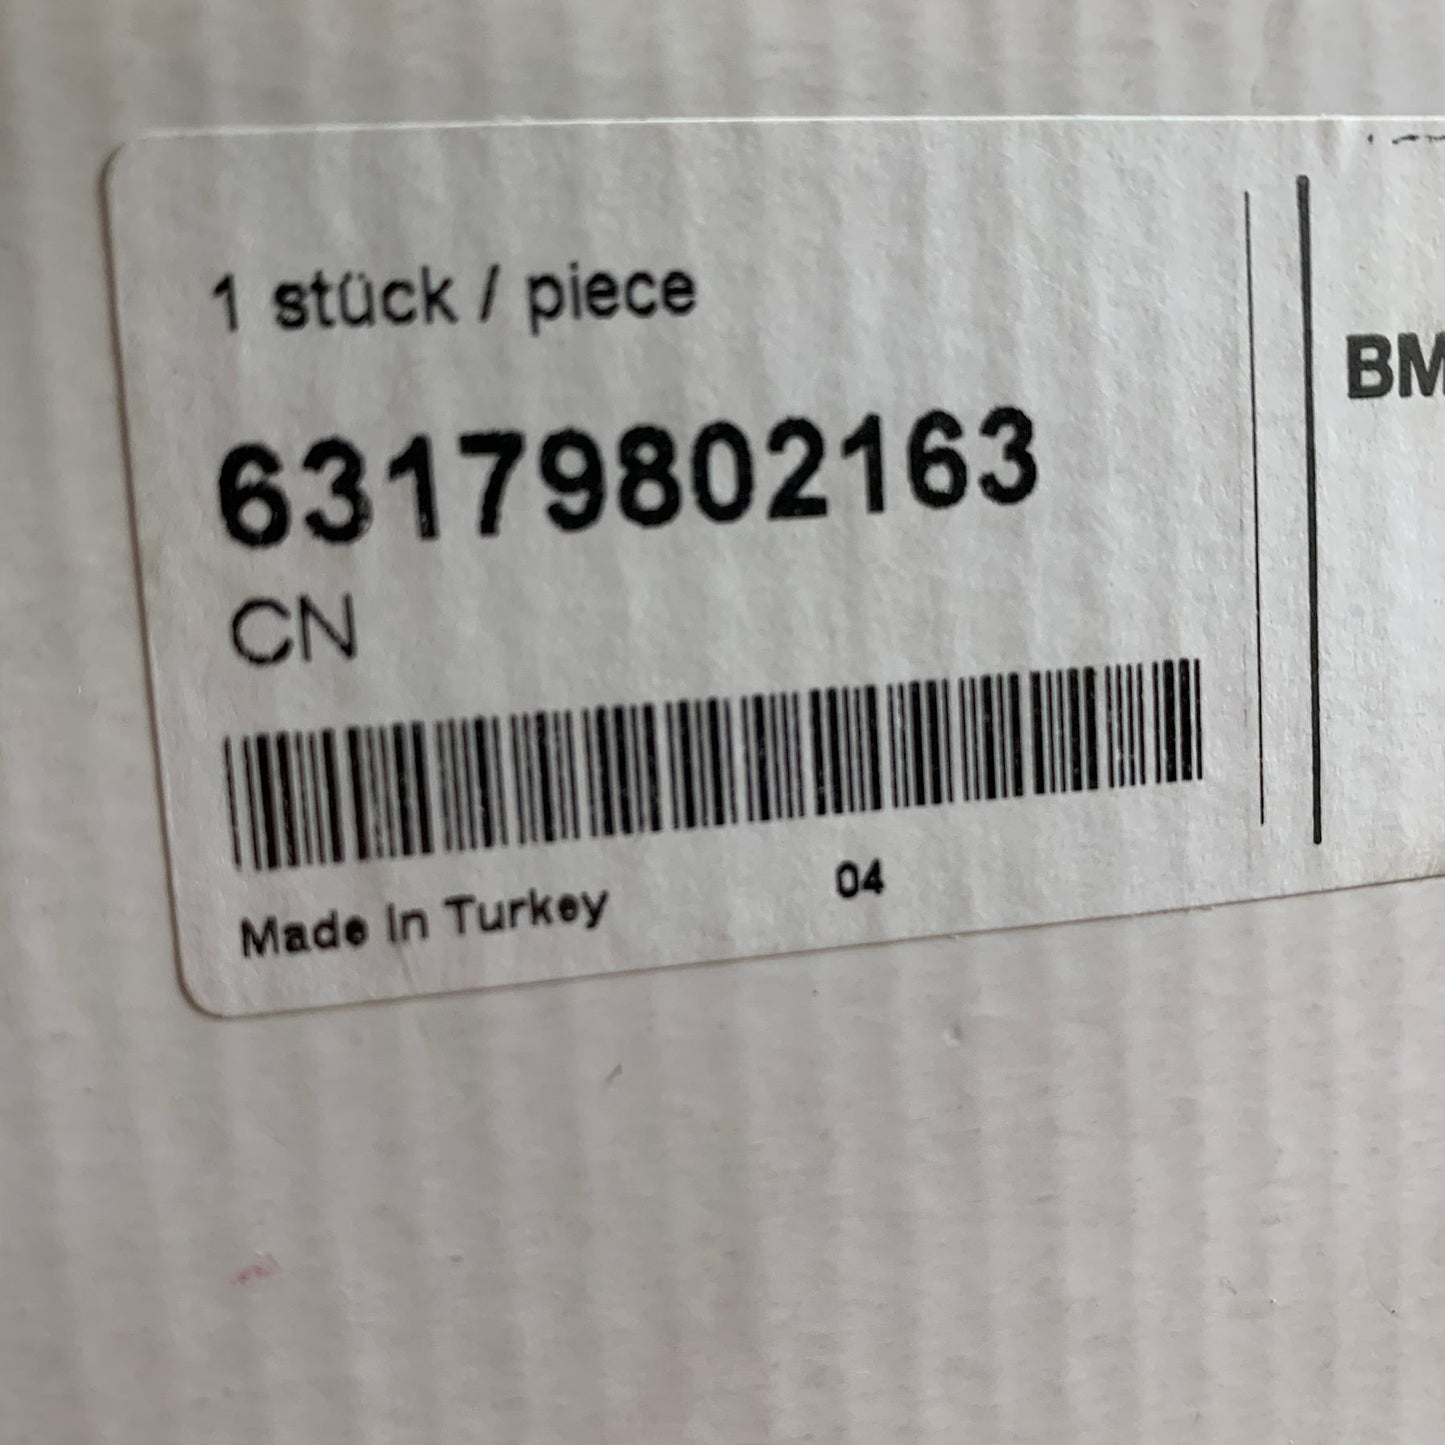 1 stück / piece
63179802163
CN
Made In Turkey
04
BM